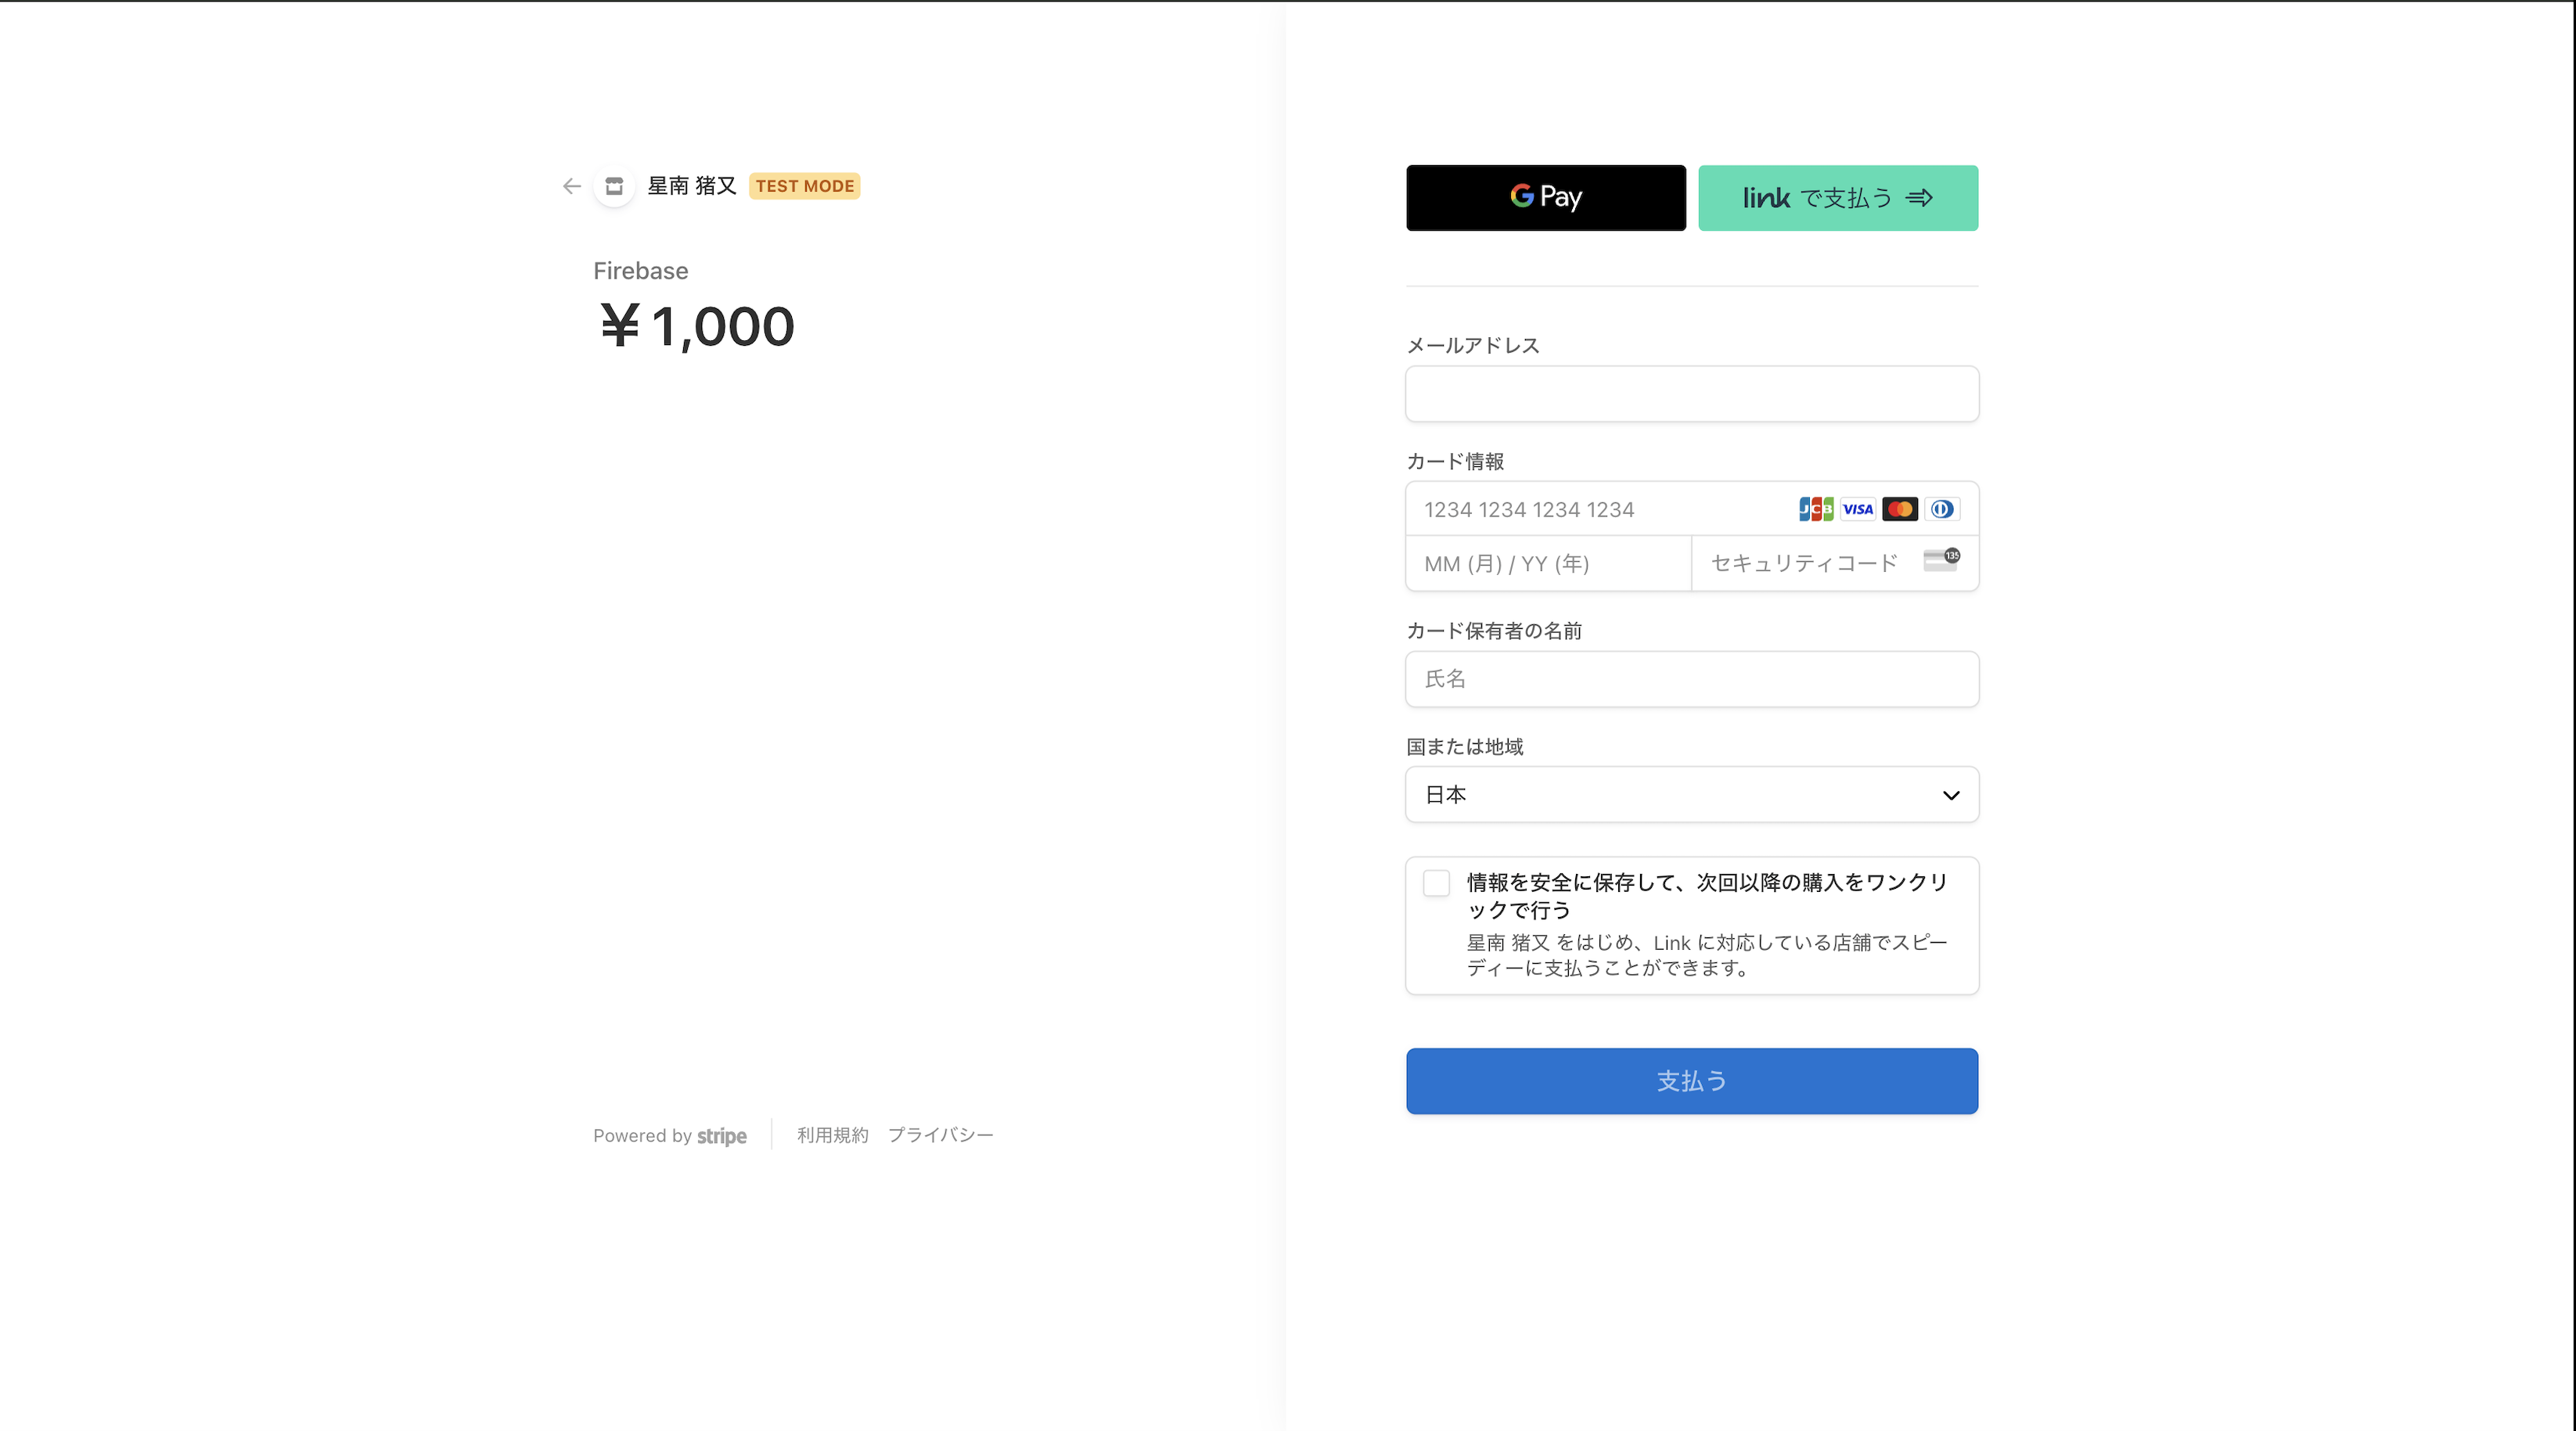 星南 猪又 TEST MODE
Firebase
￥1,000
Powered by stripe 利用規約 プライバシー
G Pay
link で支払う
メールアドレス
カード情報
1234 1234 1234 1234 JCB VISA
MM (月) / YY (年) セキュリティコード 135
カード保有者の名前
氏名
国または地域
日本
情報を安全に保存して、次回以降の購入をワンクリ
ックで行う
星南 猪又 をはじめ、Link に対応している店舗でスピー
ディーに支払うことができます。
支払う